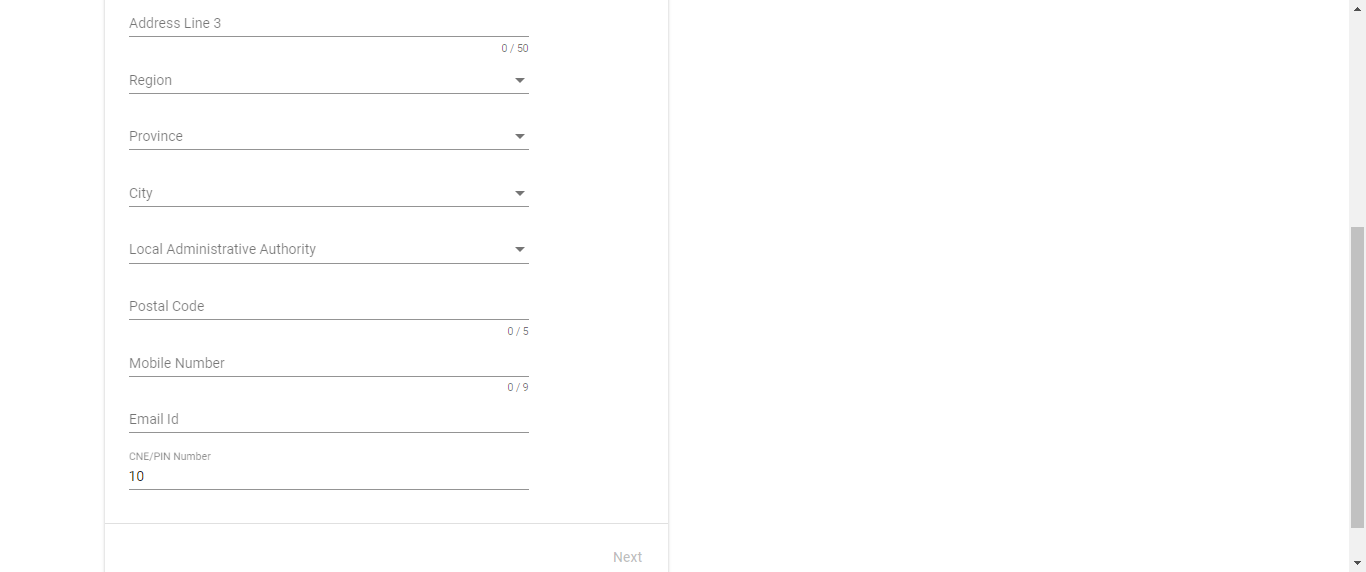 Address Line 3
0 / 50
Region
Province
City
Local Administrative Authority
Postal Code
0 / 5
Mobile Number
0 / 9
Email Id
CNE/PIN Number
10
Next